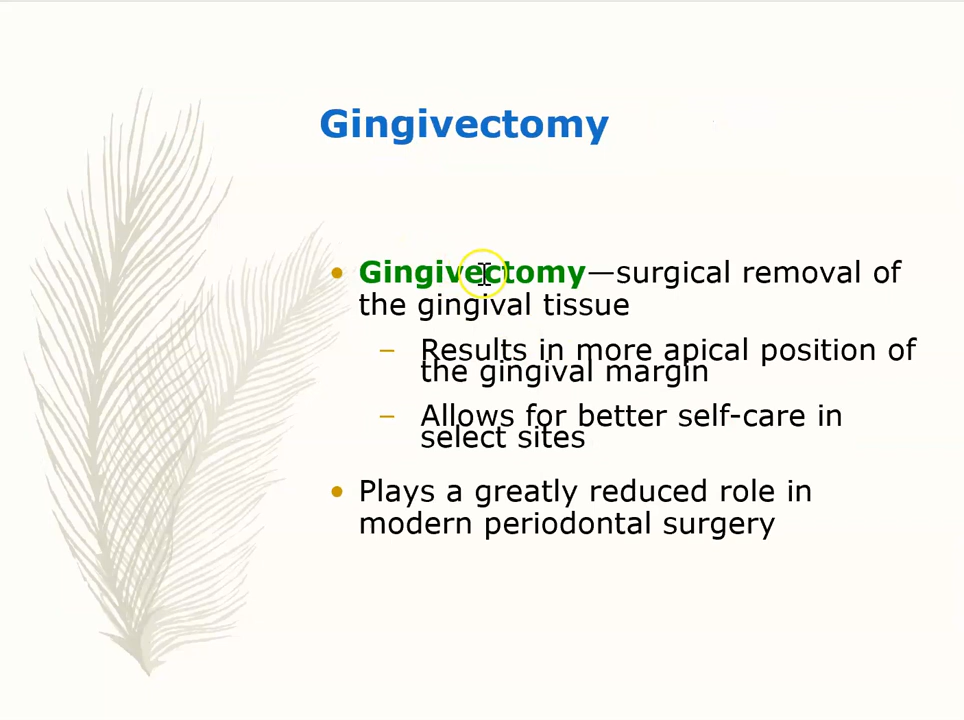 Gingivectomy
• Gingivectomy—surgical removal of
the gingival tissue
– Results in more apical position of
the gingival margin
– Allows for better self-care in
select sites
• Plays a greatly reduced role in
modern periodontal surgery